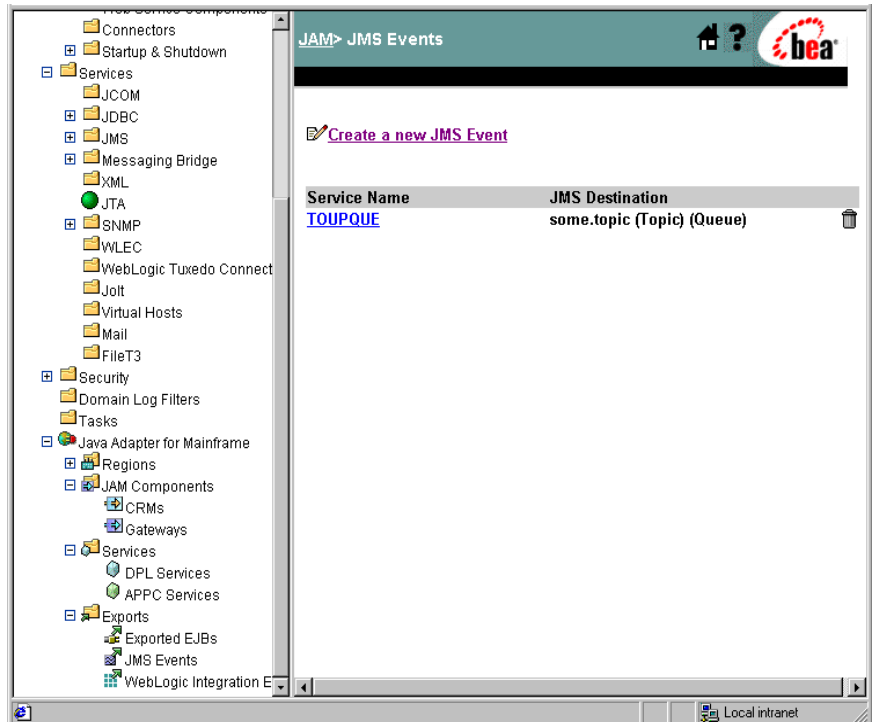 Web Service Components
Connectors
Startup & Shutdown
Services
JCOM
JDBC
JMS
Messaging Bridge
XML
JTA
SNMP
WLEC
WebLogic Tuxedo Connect
Jolt
Virtual Hosts
Mail
FileT3
Security
Domain Log Filters
Tasks
Java Adapter for Mainframe
Regions
JAM Components
CRMs
Gateways
Services
DPL Services
APPC Services
Exports
Exported EJBs
JMS Events
WebLogic Integration E
JAM> JMS Events
?
bea
Create a new JMS Event
Service Name JMS Destination
TOUPQUE some.topic (Topic) (Queue)
Local intranet